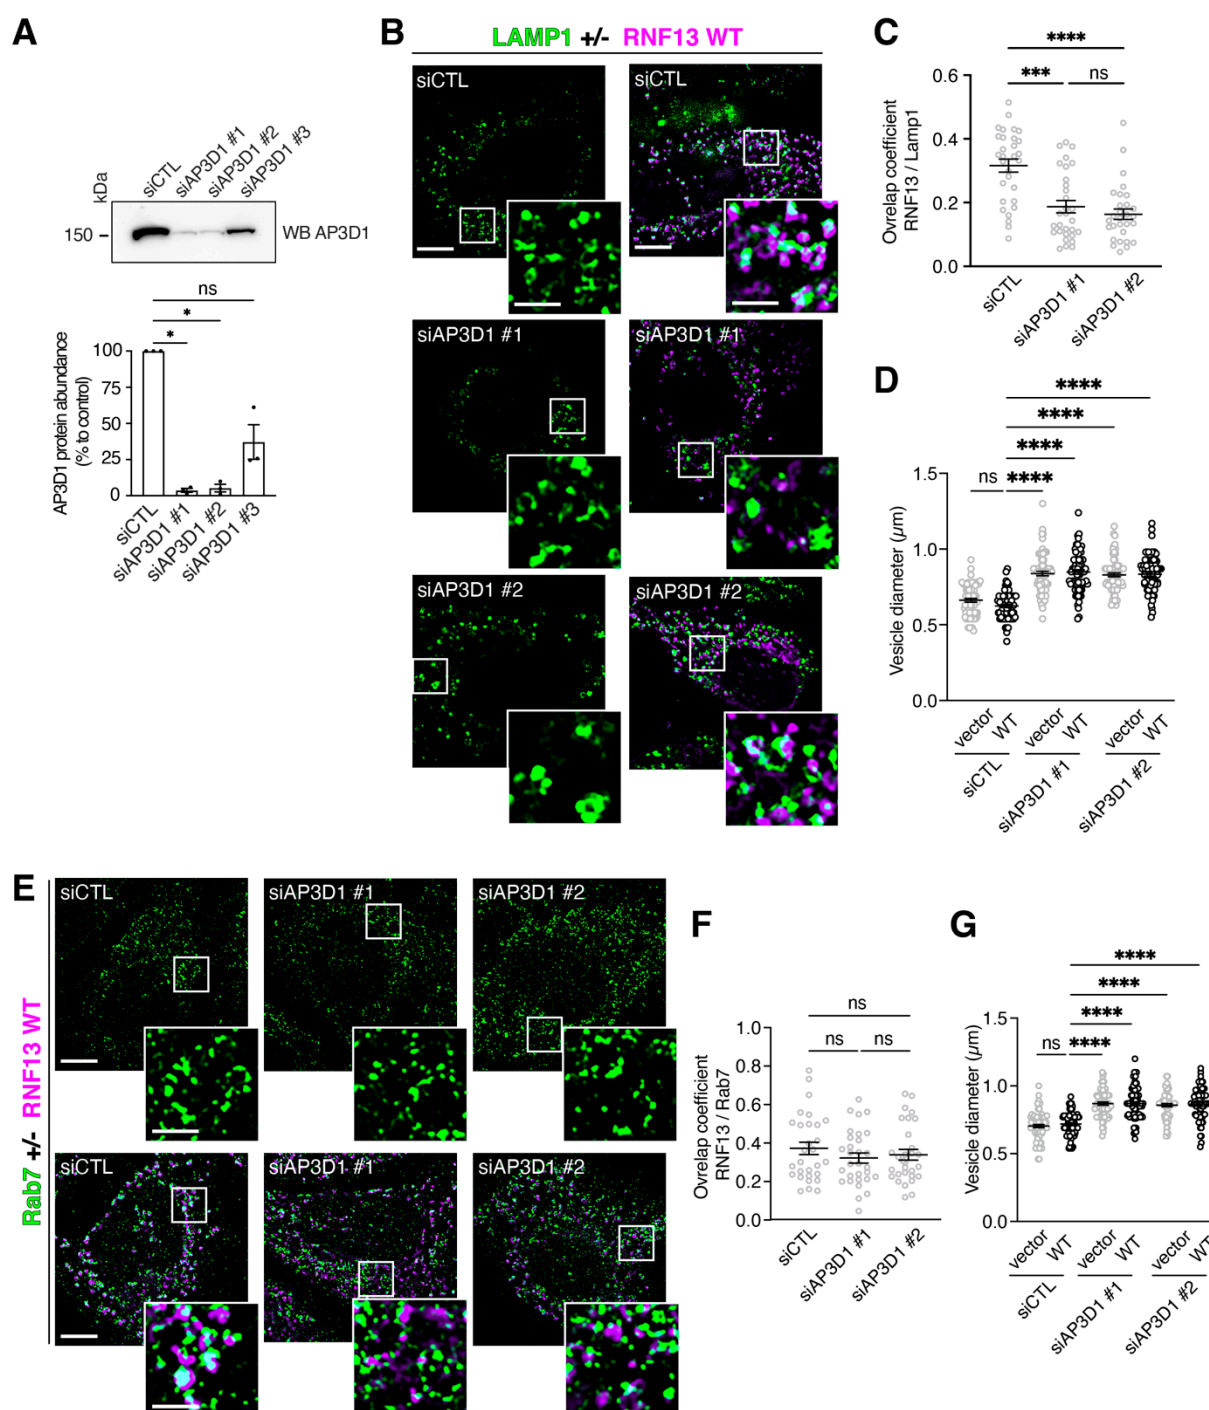 A
kDa
siCTL
siAP3D1 #1
siAP3D1 #2
siAP3D1 #3
150
WB AP3D1
ns
*
*
AP3D1 protein abundance
(% to control)
100
75
50
25
0
siCTL
siAP3D1 #1
siAP3D1 #2
siAP3D1 #3
B
LAMP1 +/- RNF13 WT
siCTL
siCTL
siAP3D1 #1
siAP3D1 #1
siAP3D1 #2
siAP3D1 #2
C
****
***
ns
Ovrelap coefficient
RNF13 / Lamp1
0.6
0.4
0.2
0.0
siCTL
siAP3D1 #1
siAP3D1 #2
D
****
****
****
ns
****
Vesicle diameter (µm)
1.5
1.0
0.5
0.0
vector
WT
vector
WT
vector
WT
siCTL
siAP3D1 #1
siAP3D1 #2
E
Rab7 +/- RNF13 WT
siCTL
siAP3D1 #1
siAP3D1 #2
siCTL
siAP3D1 #1
siAP3D1 #2
F
ns
ns
ns
Ovrelap coefficient
RNF13 / Rab7
1.0
0.8
0.6
0.4
0.2
0.0
siCTL
siAP3D1 #1
siAP3D1 #2
G
****
****
****
ns
****
Vesicle diameter (µm)
1.5
1.0
0.5
0.0
vector
WT
vector
WT
vector
WT
siCTL
siAP3D1 #1
siAP3D1 #2